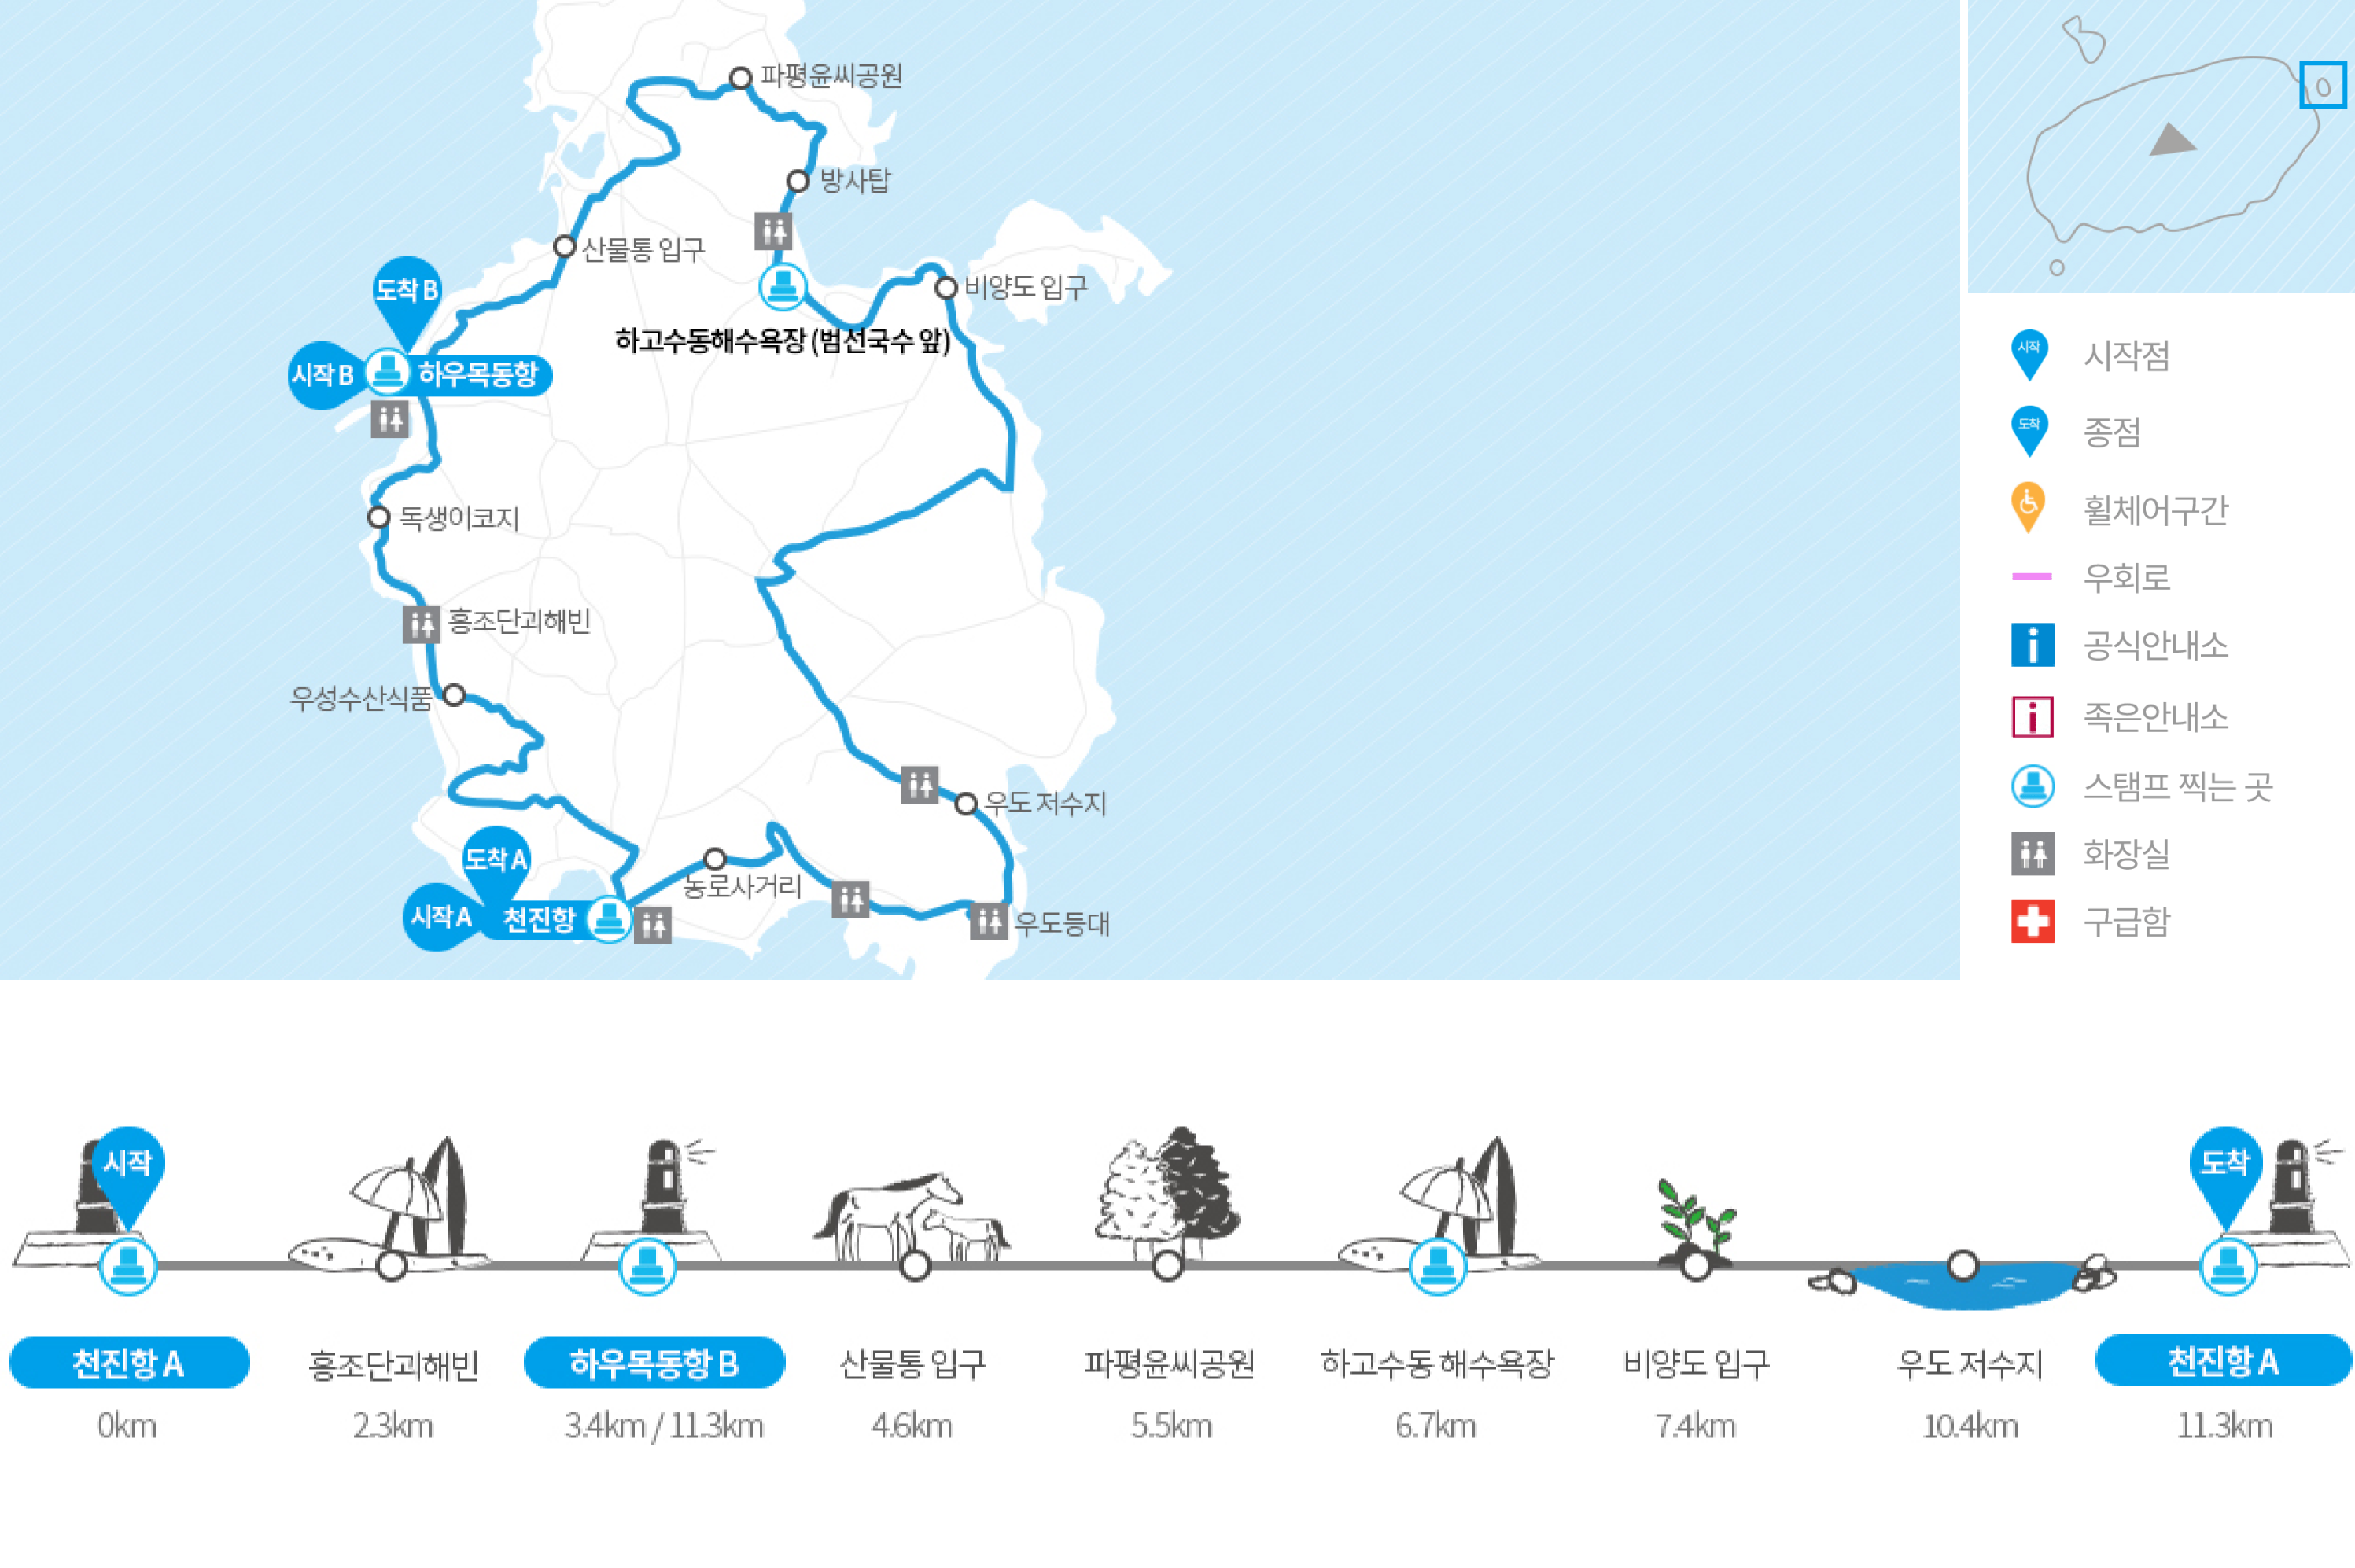 파평윤씨공원
방사탑
산물통 입구
도착 B
비양도 입구
하고수동해수욕장 (범선국수 앞)
시작 B
하우목동항
독생이코지
홍조단괴해빈
우성수산식품
우도 저수지
도착 A
농로사거리
시작 A
천진항
우도등대
시작
시작점
도착
종점
휠체어구간
우회로
i
공식안내소
i
족은안내소
스탬프 찍는 곳
화장실
구급함
시작
도착
천진항 A
홍조단괴해빈
하우목동항 B
산물통 입구
파평윤씨공원
하고수동 해수욕장
비양도 입구
우도 저수지
천진항 A
0km
2.3km
3.4km / 11.3km
4.6km
5.5km
6.7km
7.4km
10.4km
11.3km